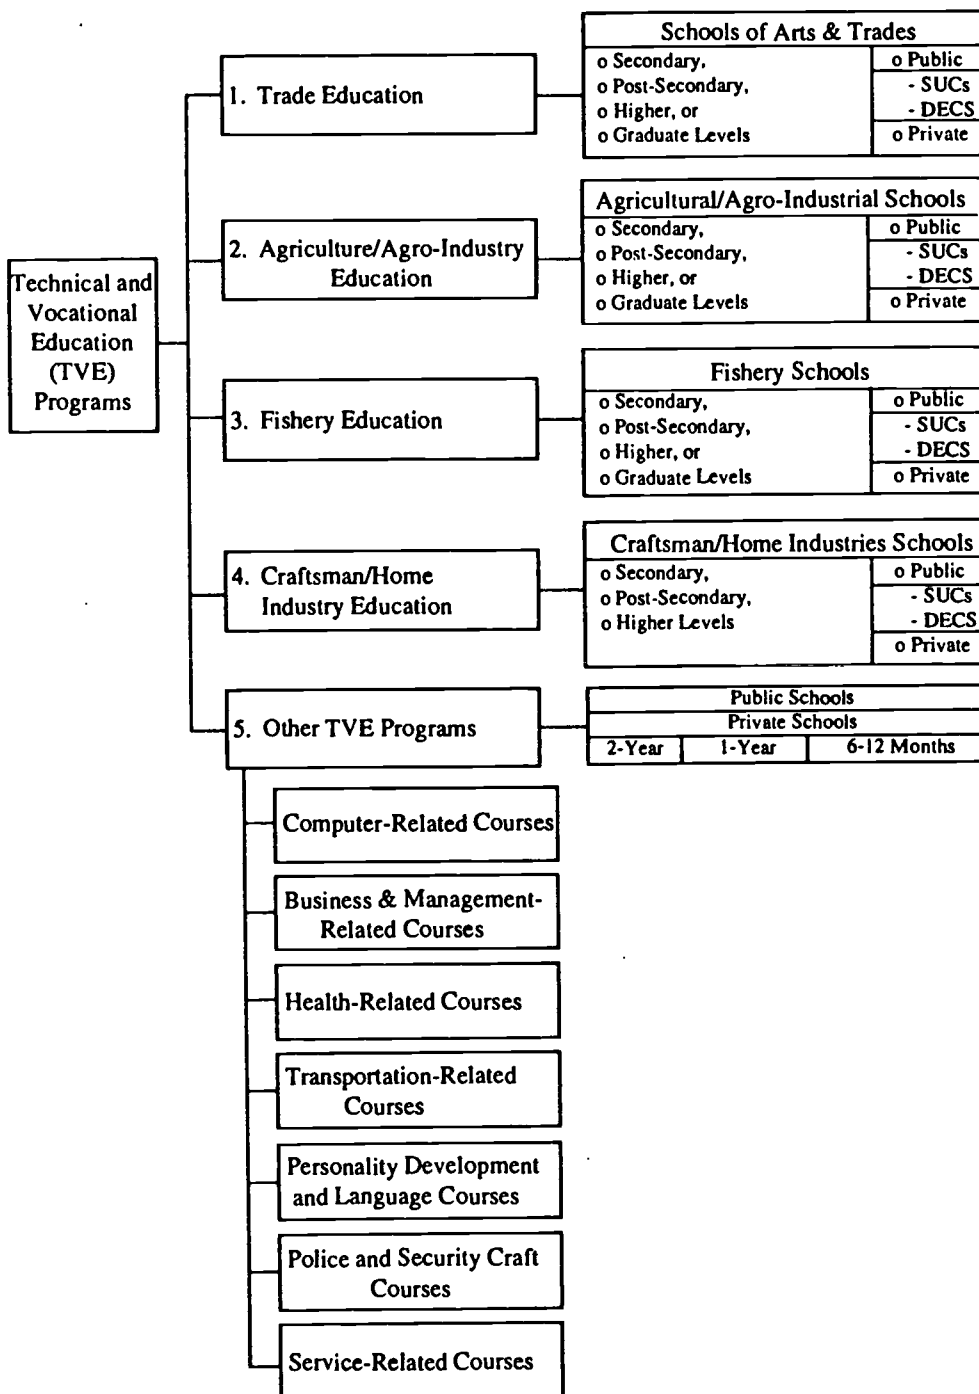 Technical and
Vocational
Education
(TVE)
Programs
1. Trade Education
Schools of Arts & Trades
o Secondary,
o Post-Secondary,
o Higher, or
o Graduate Levels
o Public
- SUCs
- DECS
o Private
2. Agriculture/Agro-Industry
Education
Agricultural/Agro-Industrial Schools
o Secondary,
o Post-Secondary,
o Higher, or
o Graduate Levels
o Public
- SUCs
- DECS
o Private
3. Fishery Education
Fishery Schools
o Secondary,
o Post-Secondary,
o Higher, or
o Graduate Levels
o Public
- SUCs
- DECS
o Private
4. Craftsman/Home
Industry Education
Craftsman/Home Industries Schools
o Secondary,
o Post-Secondary,
o Higher Levels
o Public
- SUCs
- DECS
o Private
5. Other TVE Programs
Public Schools
Private Schools
2-Year
1-Year
6-12 Months
Computer-Related Courses
Business & Management-
Related Courses
Health-Related Courses
Transportation-Related
Courses
Personality Development
and Language Courses
Police and Security Craft
Courses
Service-Related Courses